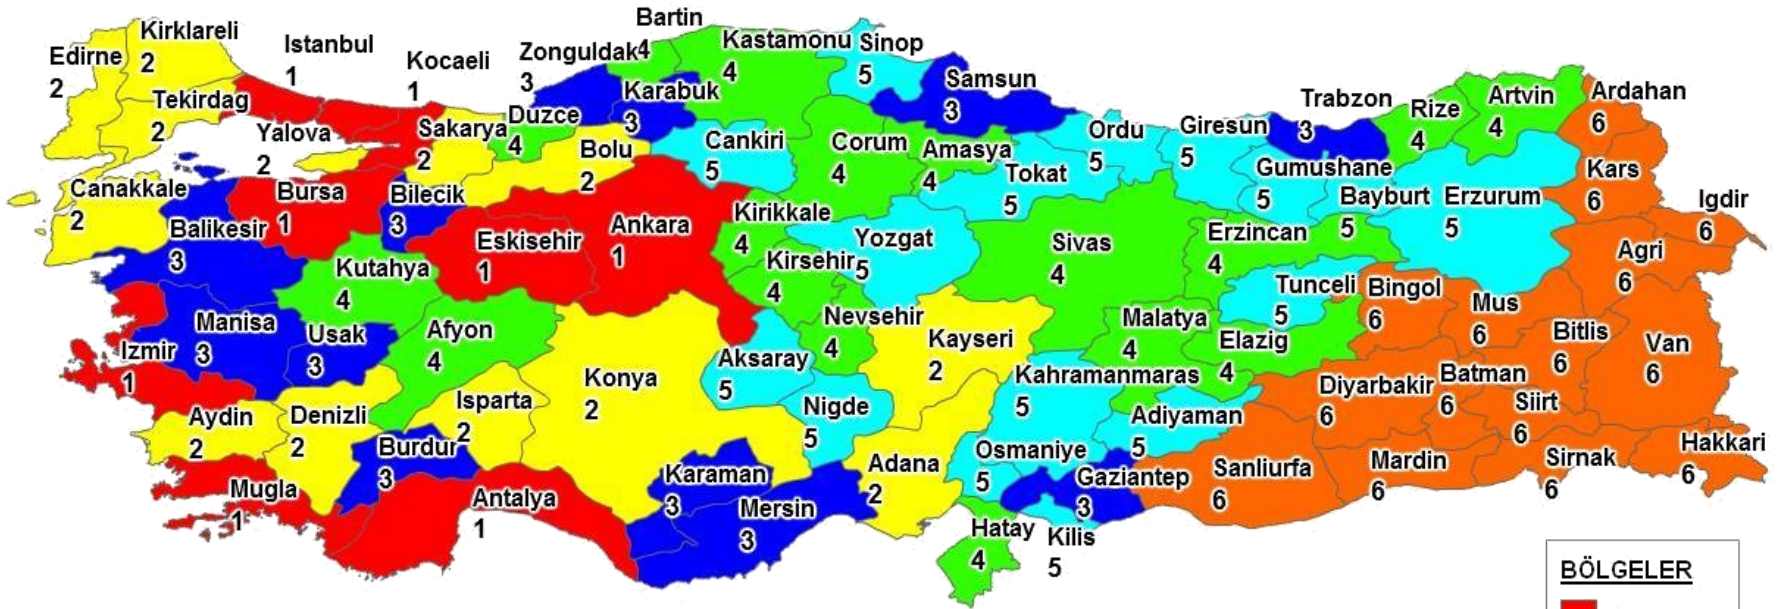 Bartin
Kirklareli
Istanbul
Zonguldak 4
Kastamonu
Sinop
Edirne
2
Kocaeli
4
5
2
1
3
Karabuk
Samsun
Tekirdag
1
Duzce
3
3
Trabzon
Rize
Artvin
Ardahan
2
Yalova
Sakarya
4
Cankiri
Corum
Amasya
Ordu
Giresun
3
4
4
6
2
2
Bolu
5
4
4
Tokat
5
5
Gumushane
Kars
Canakkale
Bursa
Bilecik
2
5
5
Bayburt
Erzurum
6
Igdir
2
1
3
Ankara
Kirikkale
Yozgat
Sivas
Erzincan
5
5
6
Balikesir
Eskisehir
1
4
5
4
4
Agri
3
Kutahya
1
Kirsehir
Tunceli
Bingol
6
4
4
5
6
Mus
Manisa
Usak
Afyon
Nevsehir
Kayseri
Malatya
Elazig
6
Bitlis
Van
3
3
4
4
2
4
4
6
6
Izmir
Aksaray
Kahramanmaras
Diyarbakir
Batman
1
Konya
5
5
6
6
Siirt
Aydin
Denizli
Isparta
2
Nigde
Adiyaman
6
2
2
2
5
5
Burdur
Karaman
Adana
Osmaniye
Gaziantep
Sanliurfa
Mardin
Sirnak
Hakkari
3
3
2
5
3
6
6
6
6
Mugla
Antalya
Mersin
1
1
3
Hatay
Kilis
4
5
BÖLGELER